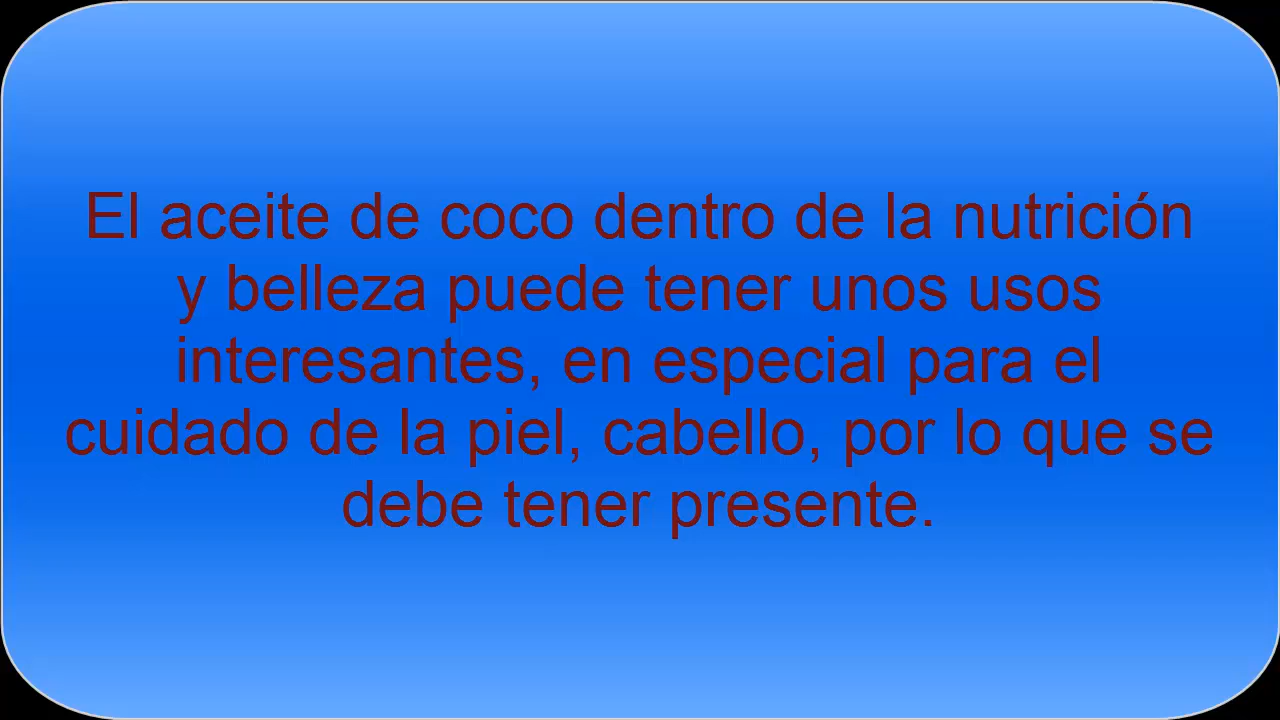 El aceite de coco dentro de la nutrición
y belleza puede tener unos usos
interesantes, en especial para el
cuidado de la piel, cabello, por lo que se
debe tener presente.